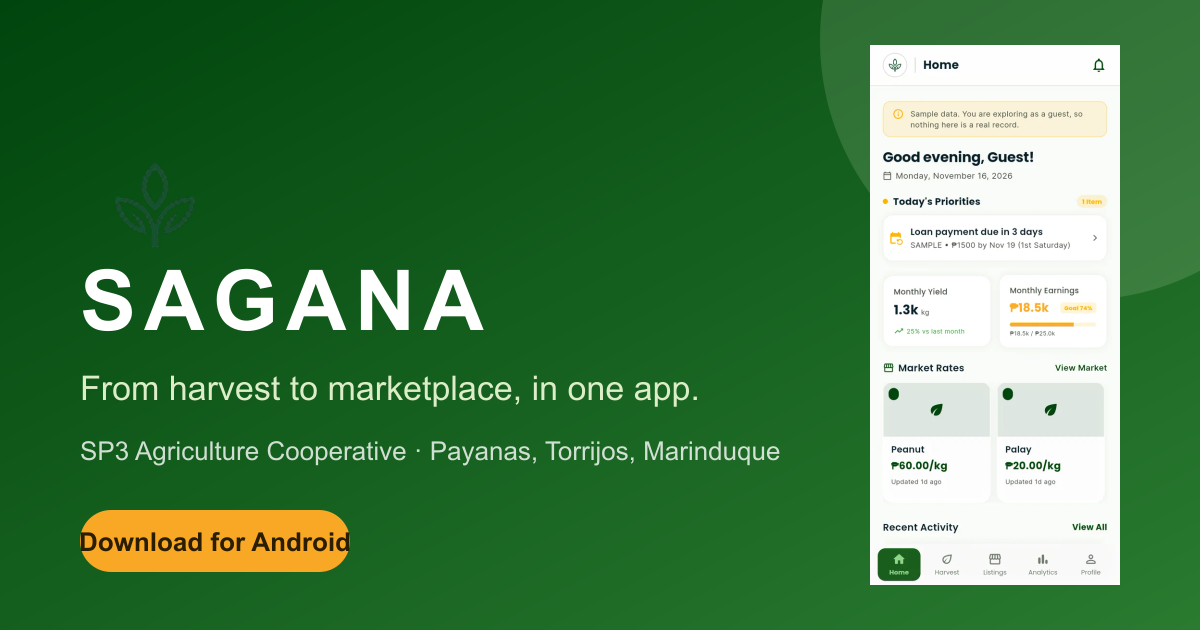 SAGANA
From harvest to marketplace, in one app.
SP3 Agriculture Cooperative · Payanas, Torrijos, Marinduque
Download for Android
Home
Sample data. You are exploring as a guest, so
nothing here is a real record.
Good evening, Guest!
Monday, November 16, 2026
Today's Priorities
1 item
Loan payment due in 3 days
SAMPLE • ₱1500 by Nov 19 (1st Saturday)
Monthly Yield
1.3k kg
25% vs last month
Monthly Earnings
₱18.5k
Goal 74%
₱18.5k / ₱25.0k
Market Rates
View Market
Peanut
₱60.00/kg
Updated 1d ago
Palay
₱20.00/kg
Updated 1d ago
Recent Activity
View All
Home
Harvest
Listings
Analytics
Profile